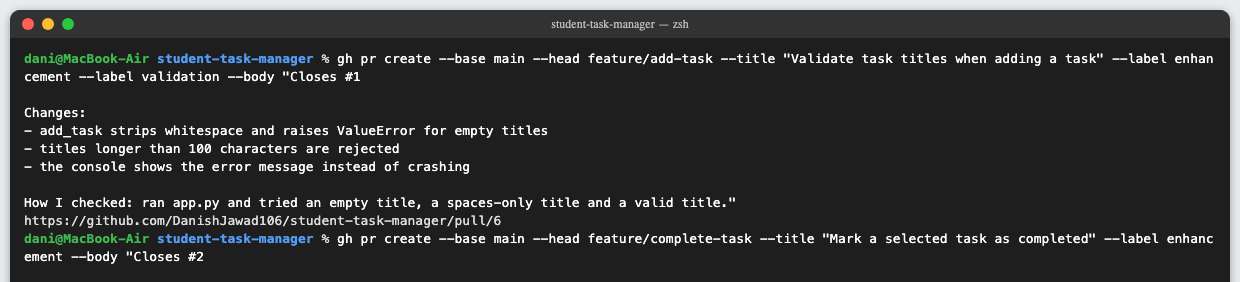 student-task-manager — zsh
dani@MacBook-Air student-task-manager % gh pr create --base main --head feature/add-task --title "Validate task titles when adding a task" --label enhan
cement --label validation --body "Closes #1
Changes:
- add_task strips whitespace and raises ValueError for empty titles
- titles longer than 100 characters are rejected
- the console shows the error message instead of crashing
How I checked: ran app.py and tried an empty title, a spaces-only title and a valid title."
https://github.com/DanishJawad106/student-task-manager/pull/6
dani@MacBook-Air student-task-manager % gh pr create --base main --head feature/complete-task --title "Mark a selected task as completed" --label enhanc
ement --body "Closes #2